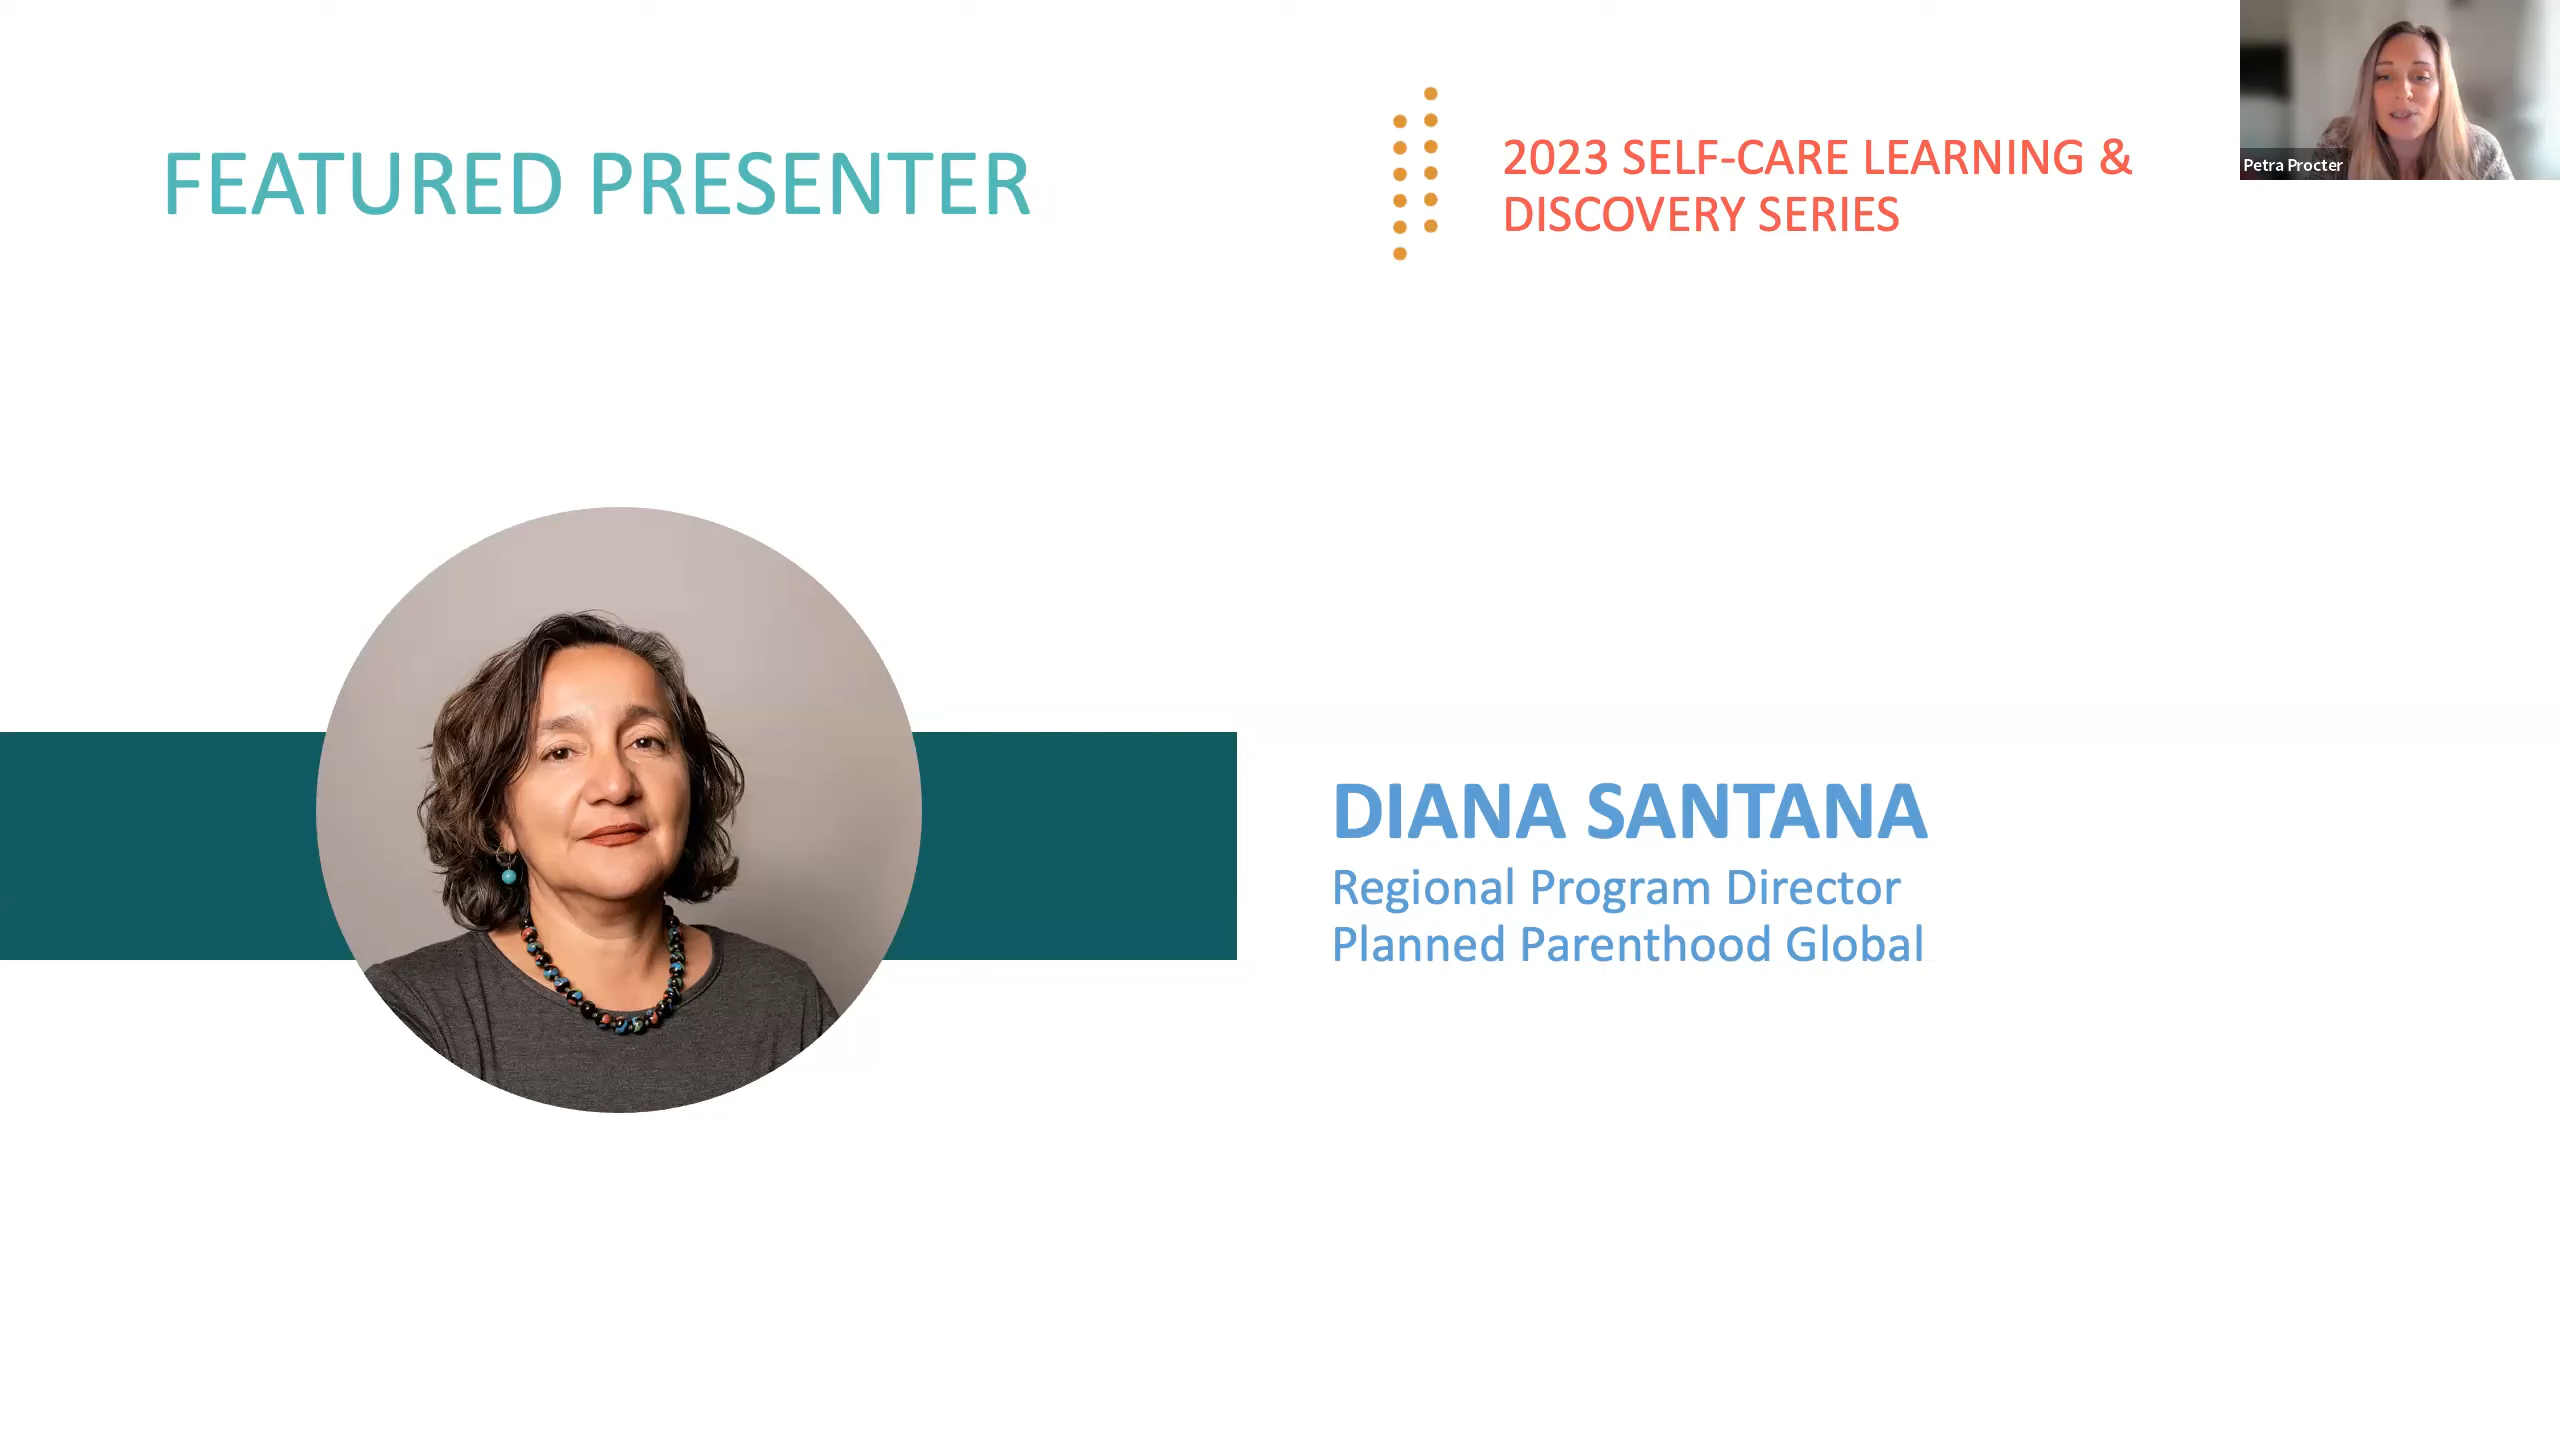 FEATURED PRESENTER
2023 SELF-CARE LEARNING &
DISCOVERY SERIES
Petra Procter
DIANA SANTANA
Regional Program Director
Planned Parenthood Global